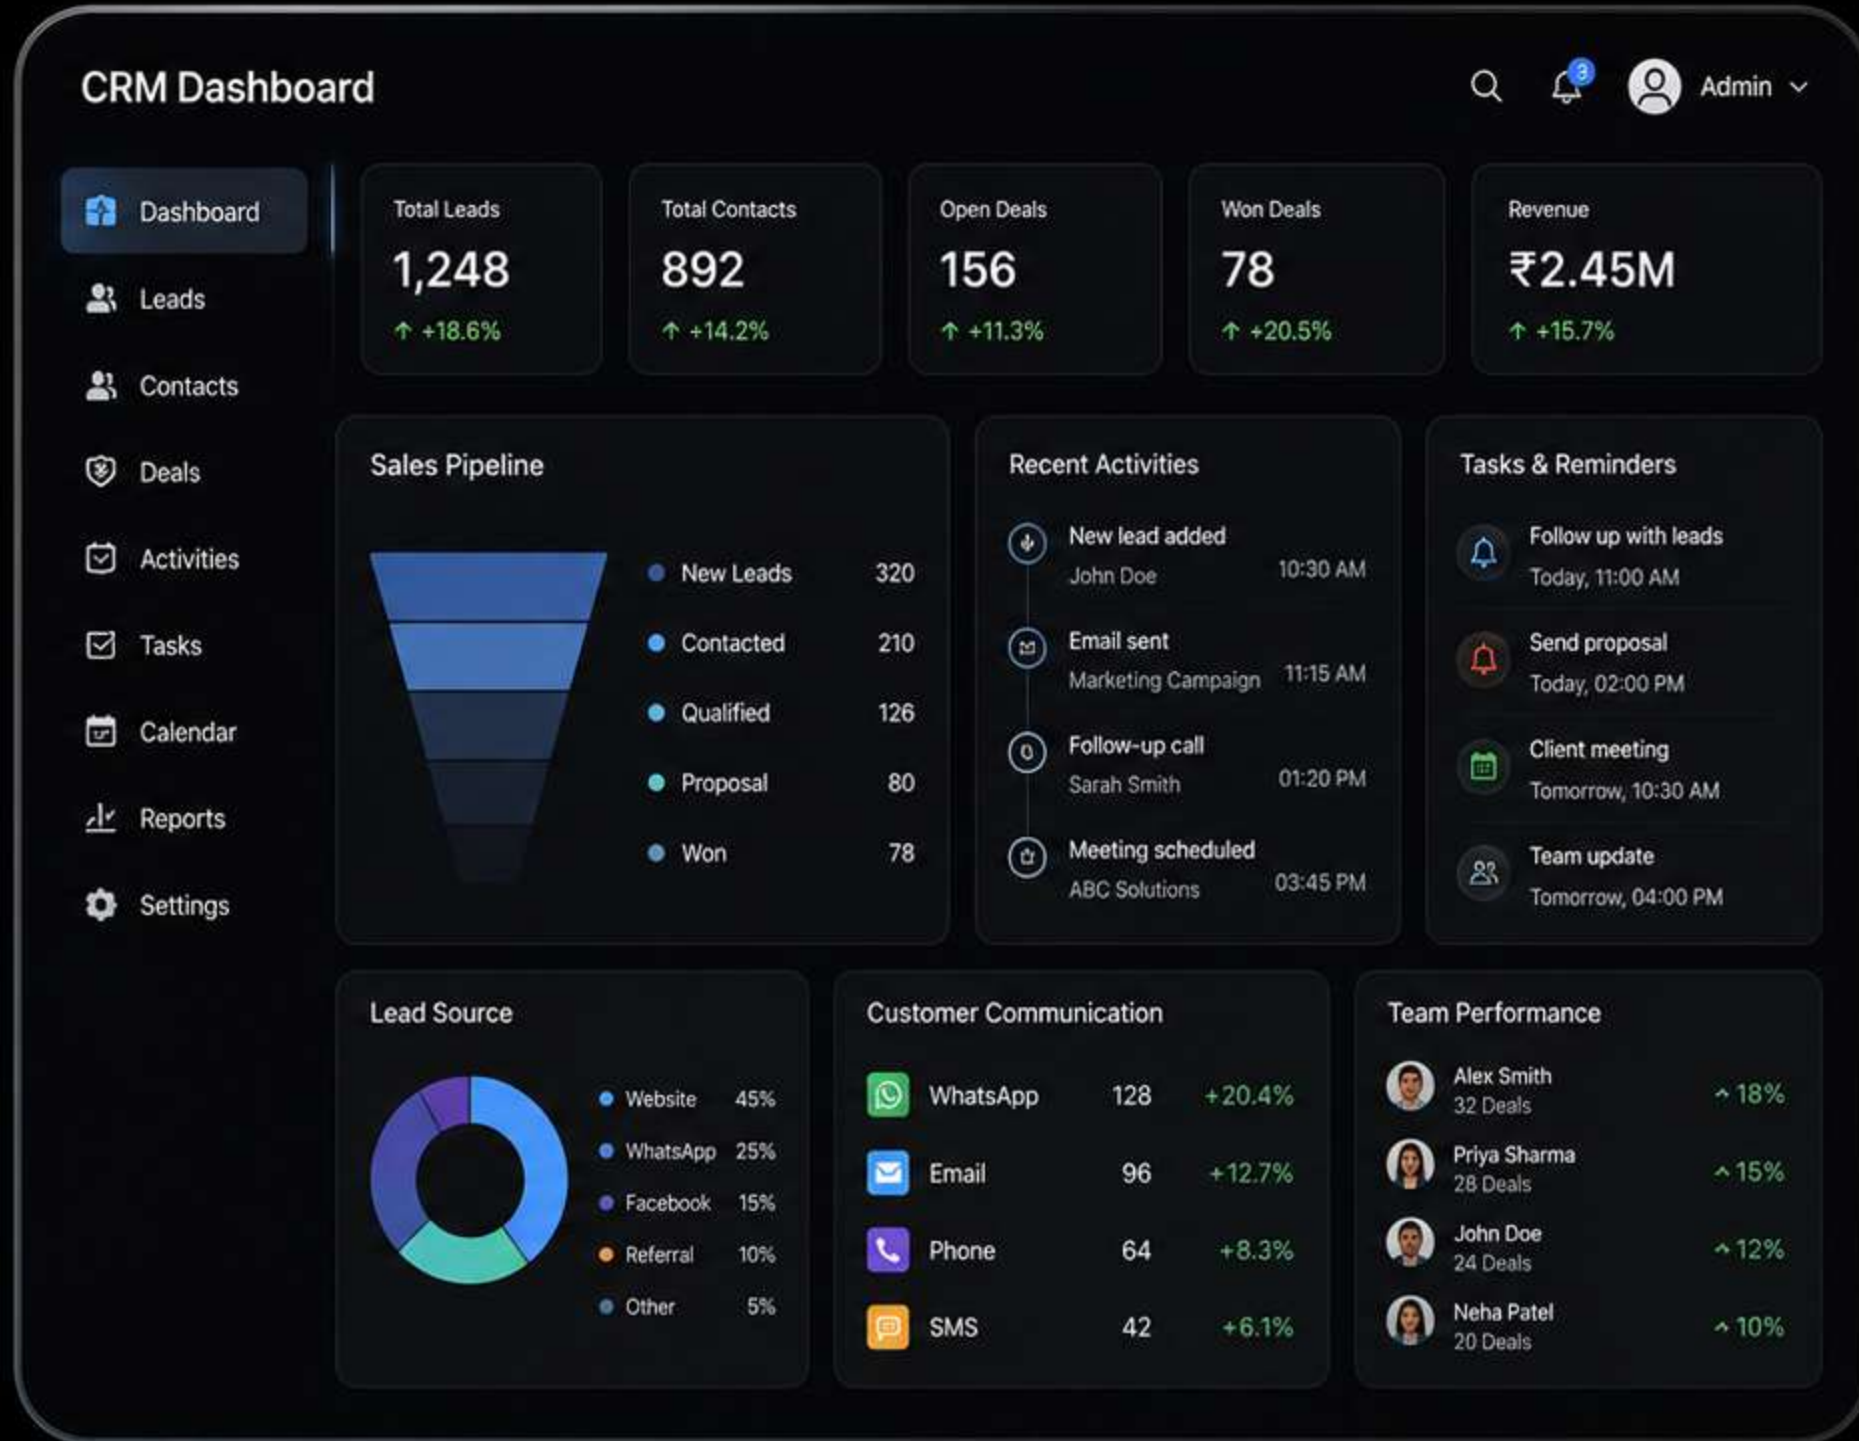 CRM Dashboard
3
Admin
Dashboard
Leads
Contacts
Deals
Activities
Tasks
Calendar
Reports
Settings
Total Leads
1,248
+18.6%
Total Contacts
892
+14.2%
Open Deals
156
+11.3%
Won Deals
78
+20.5%
Revenue
₹2.45M
+15.7%
Sales Pipeline
New Leads 320
Contacted 210
Qualified 126
Proposal 80
Won 78
Recent Activities
New lead added
John Doe 10:30 AM
Email sent
Marketing Campaign 11:15 AM
Follow-up call
Sarah Smith 01:20 PM
Meeting scheduled
ABC Solutions 03:45 PM
Tasks & Reminders
Follow up with leads
Today, 11:00 AM
Send proposal
Today, 02:00 PM
Client meeting
Tomorrow, 10:30 AM
Team update
Tomorrow, 04:00 PM
Lead Source
Website 45%
WhatsApp 25%
Facebook 15%
Referral 10%
Other 5%
Customer Communication
WhatsApp 128 +20.4%
Email 96 +12.7%
Phone 64 +8.3%
SMS 42 +6.1%
Team Performance
Alex Smith
32 Deals 18%
Priya Sharma
28 Deals 15%
John Doe
24 Deals 12%
Neha Patel
20 Deals 10%